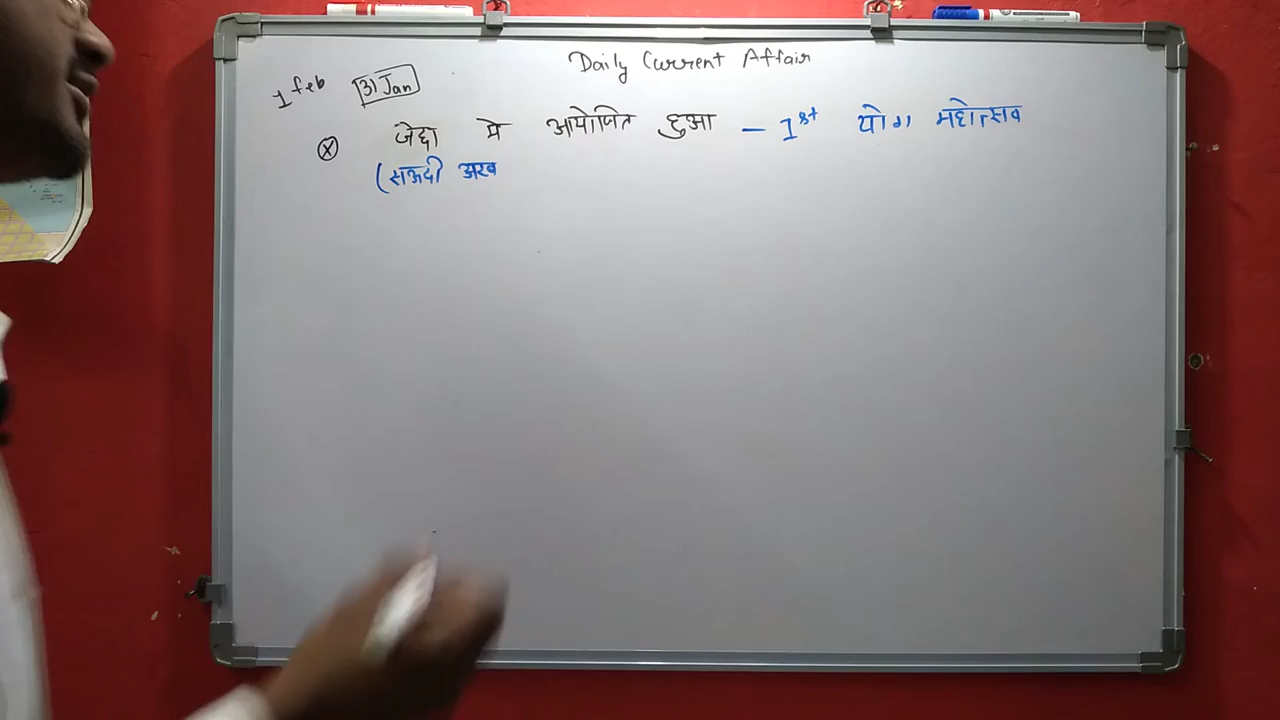 Daily Current Affair
1 feb 31 Jan
जेद्दा मे आयोजित हुआ - 1st योग महोत्सव
(सऊदी अरब